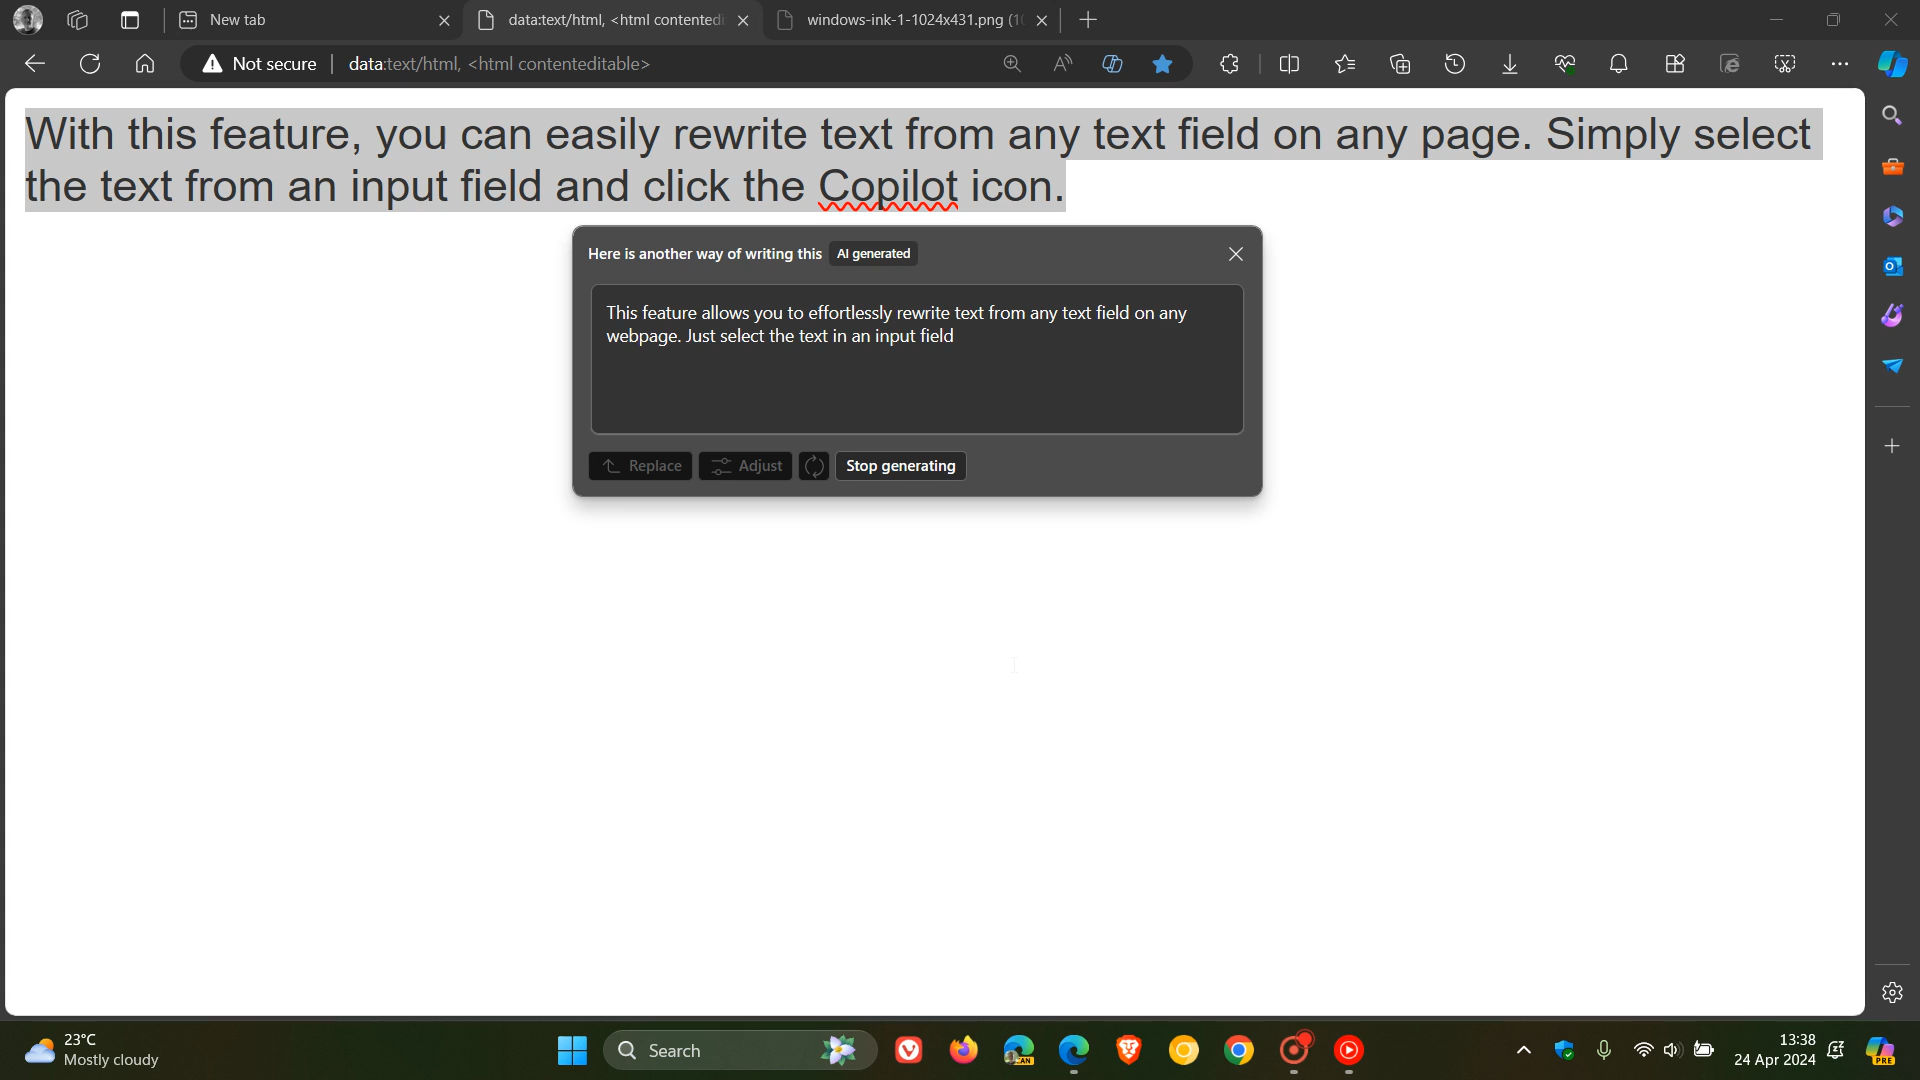 New tab
data:text/html, <html contentedi
windows-ink-1-1024x431.png (10
Not secure
data:text/html, <html contenteditable>
With this feature, you can easily rewrite text from any text field on any page. Simply select
the text from an input field and click the Copilot icon.
Here is another way of writing this
AI generated
This feature allows you to effortlessly rewrite text from any text field on any
webpage. Just select the text in an input field
Replace
Adjust
Stop generating
23°C
Mostly cloudy
Search
CAN
13:38
24 Apr 2024
PRE